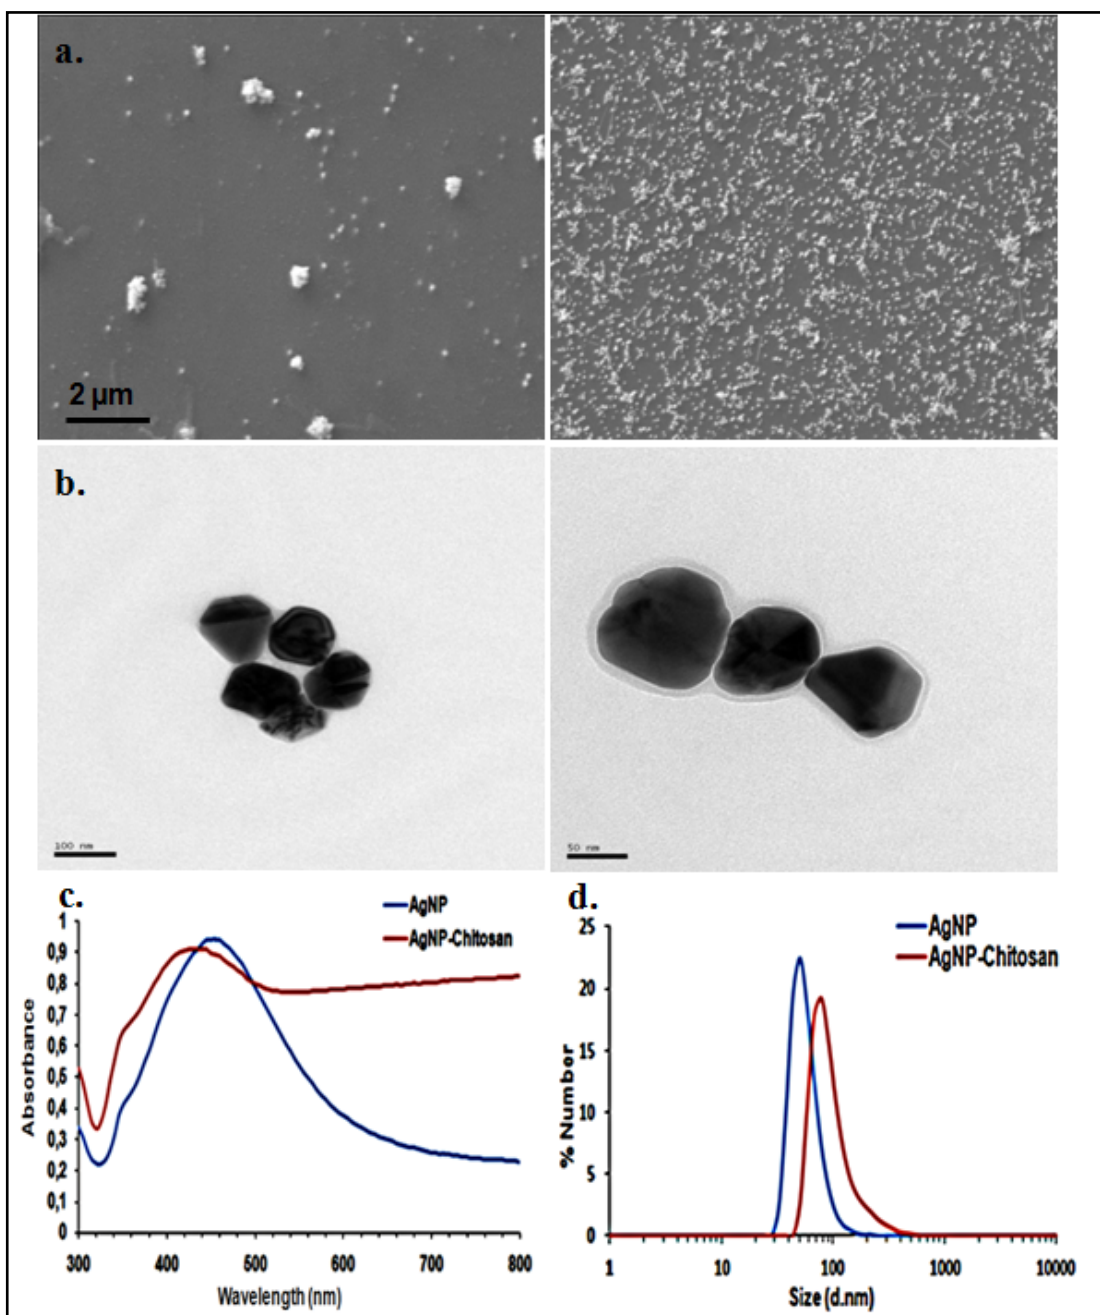 a.
2 µm
b.
100 nm
50 nm
c.
AgNP
AgNP-Chitosan
1
0,9
0,8
0,7
0,6
0,5
0,4
0,3
0,2
0,1
0
Absorbance
300 400 500 600 700 800
Wavelength (nm)
d.
AgNP
AgNP-Chitosan
25
20
15
10
5
0
% Number
1 10 100 1000 10000
Size (d.nm)